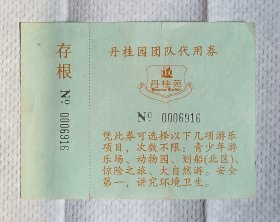 存根
№ 0006916
丹桂园团队代用券
丹桂苑
№ 0006916
凭此券可选择以下几项游乐
项目，次数不限：青少年游
乐场、动物园、划船(北区)、
惊险之旅、大自然游。安全
第一，讲究环境卫生。